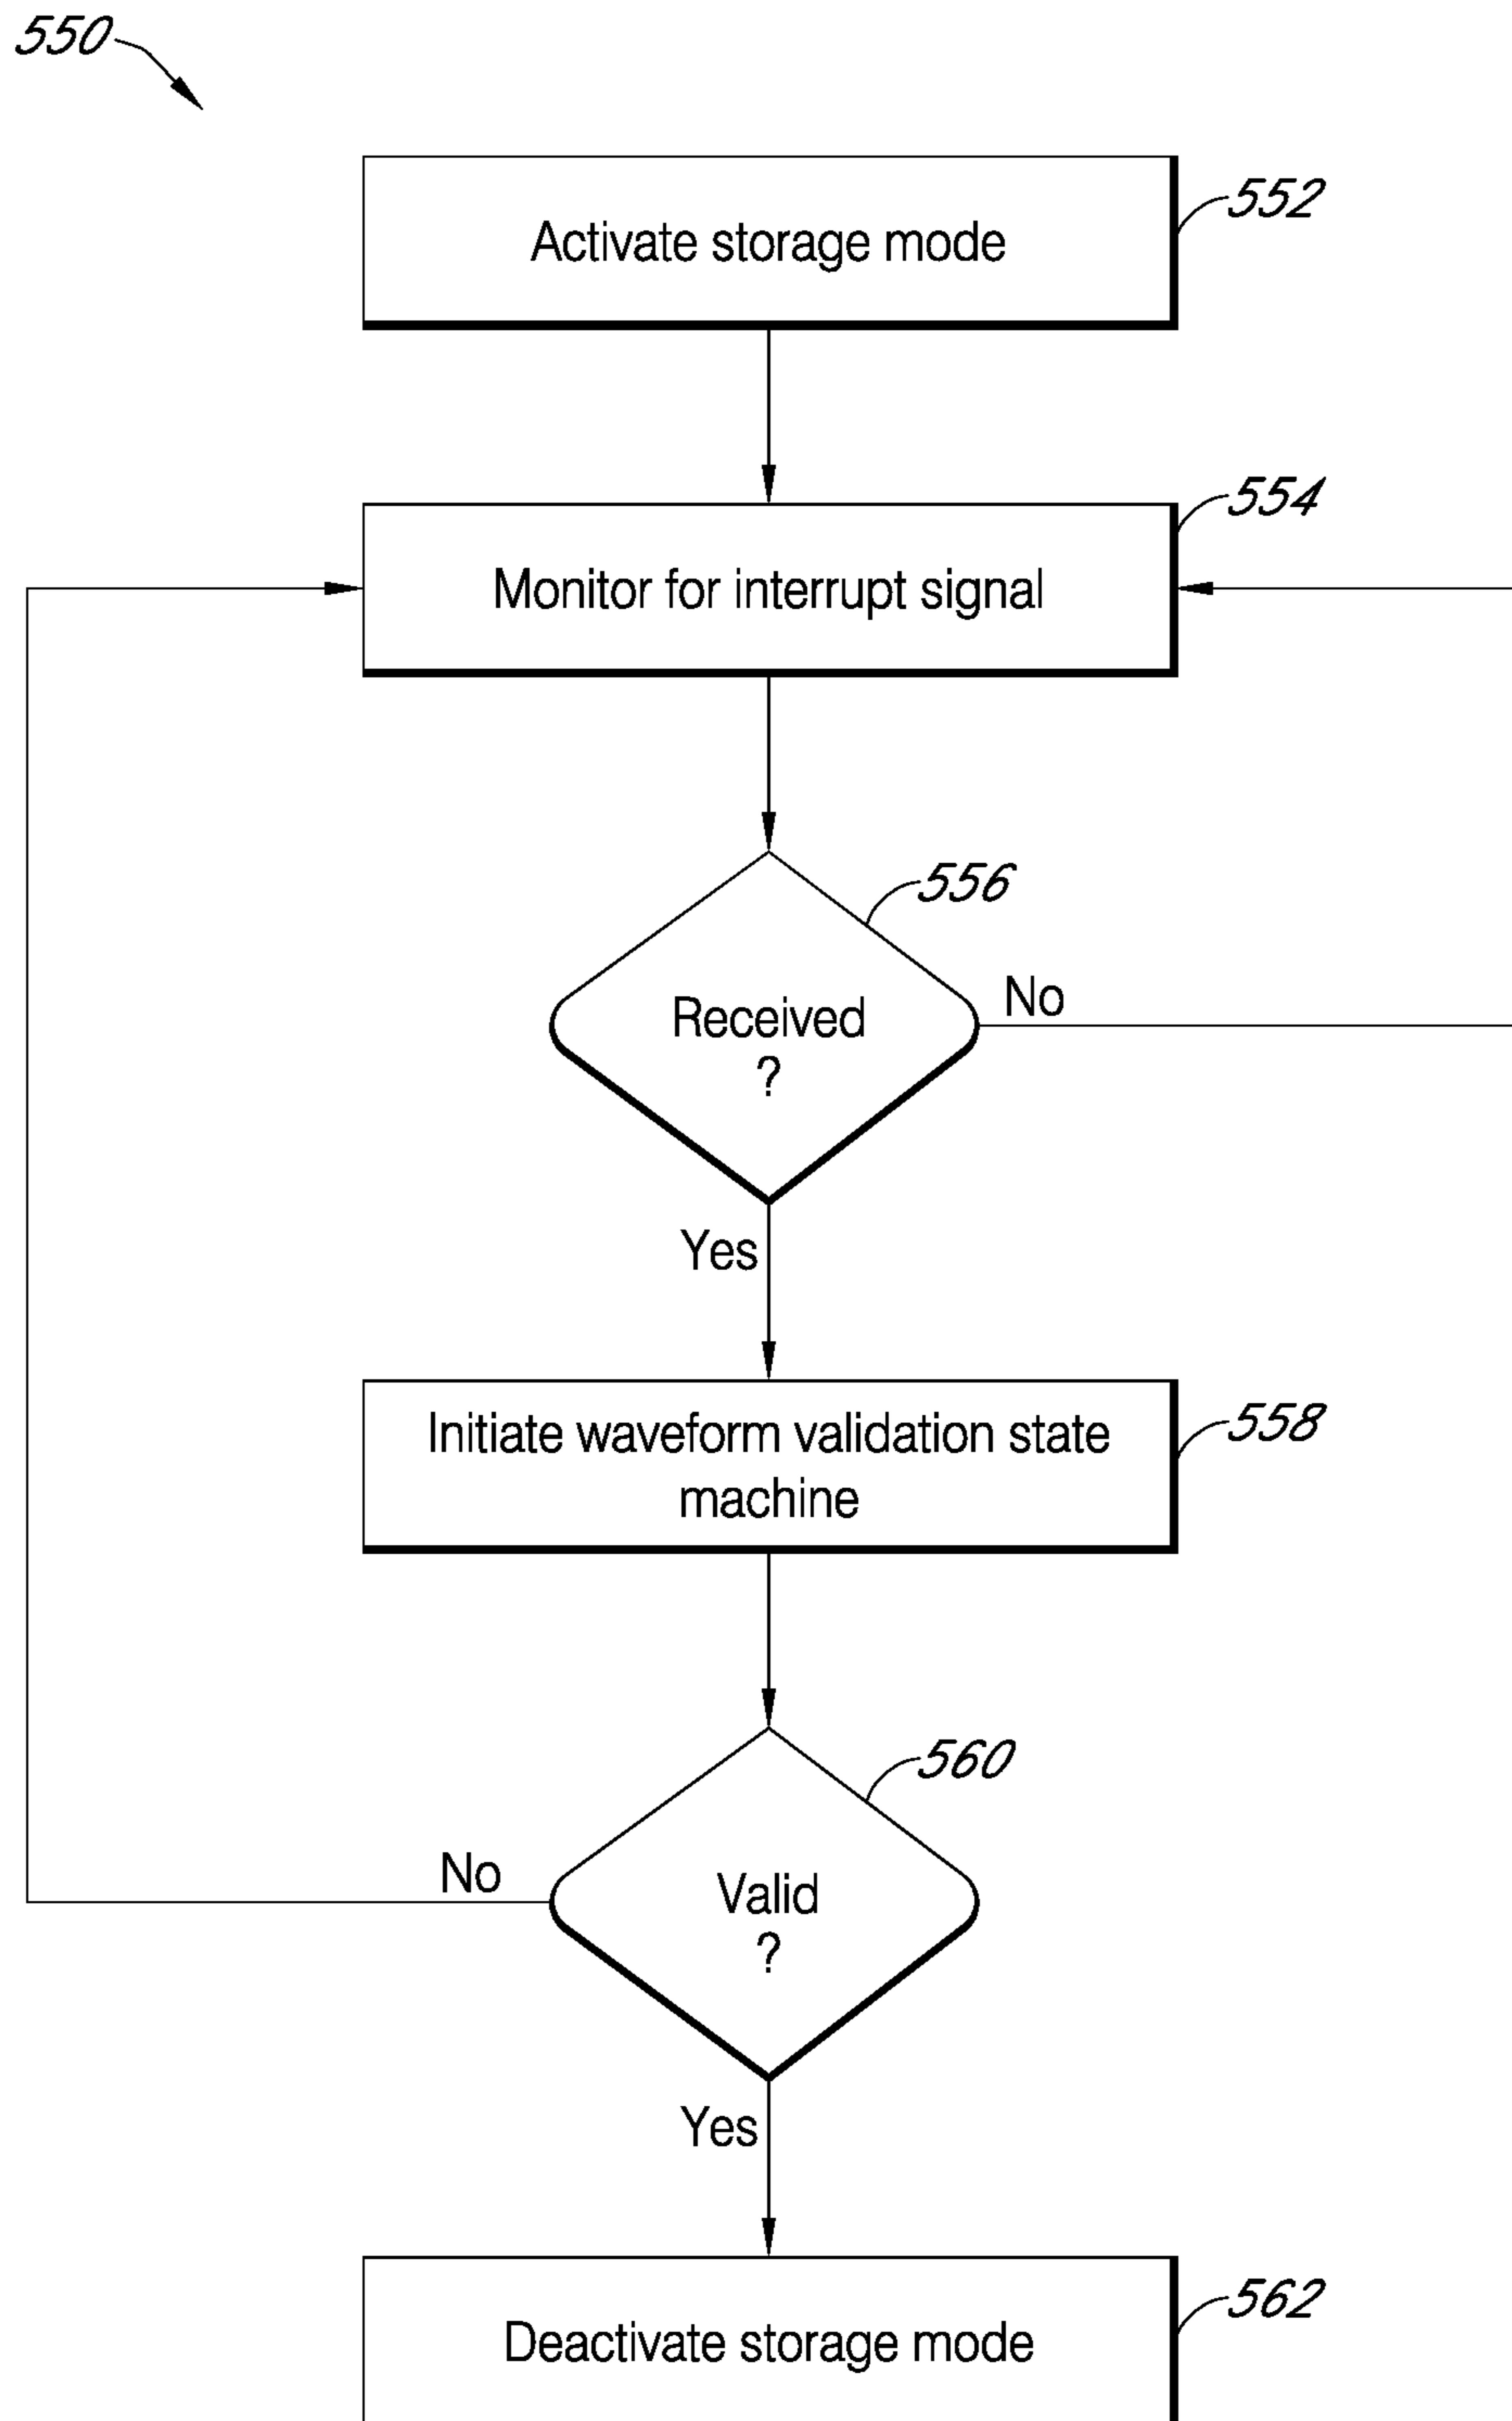 550
Activate storage mode
552
Monitor for interrupt signal
554
556
Received
?
No
Yes
Initiate waveform validation state
machine
558
560
Valid
?
No
Yes
Deactivate storage mode
562